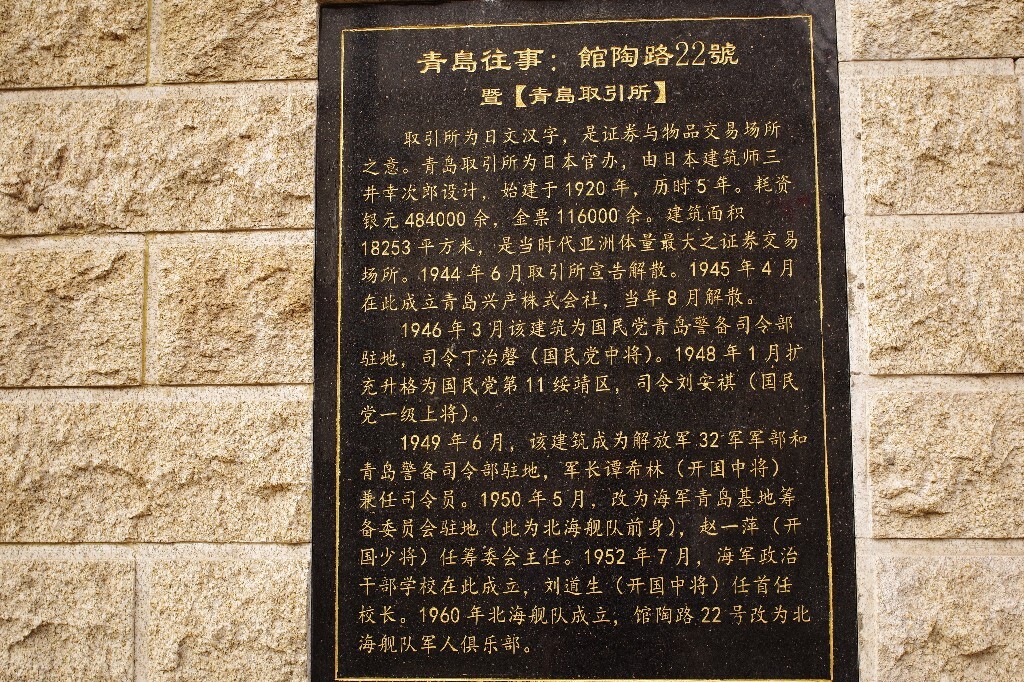 青島往事：館陶路22號
暨【青島取引所】
取引所为日文汉字，是证券与物品交易场所
之意。青岛取引所为日本官办，由日本建筑师三
井幸次郎设计，始建于1920年，历时5年。耗资
银元484000余，金票116000余。建筑面积
18253平方米，是当时代亚洲体量最大之证券交易
场所。1944年6月取引所宣告解散。1945年4月
在此成立青岛兴产株式会社，当年8月解散。
1946年3月该建筑为国民党青岛警备司令部
驻地，司令丁治磬（国民党中将）。1948年1月扩
充升格为国民党第11绥靖区，司令刘安祺（国民
党一级上将）。
1949年6月，该建筑成为解放军32军军部和
青岛警备司令部驻地，军长谭希林（开国中将）
兼任司令员。1950年5月，改为海军青岛基地筹
备委员会驻地（此为北海舰队前身），赵一萍（开
国少将）任筹委会主任。1952年7月，海军政治
干部学校在此成立，刘道生（开国中将）任首任
校长。1960年北海舰队成立，馆陶路22号改为北
海舰队军人俱乐部。